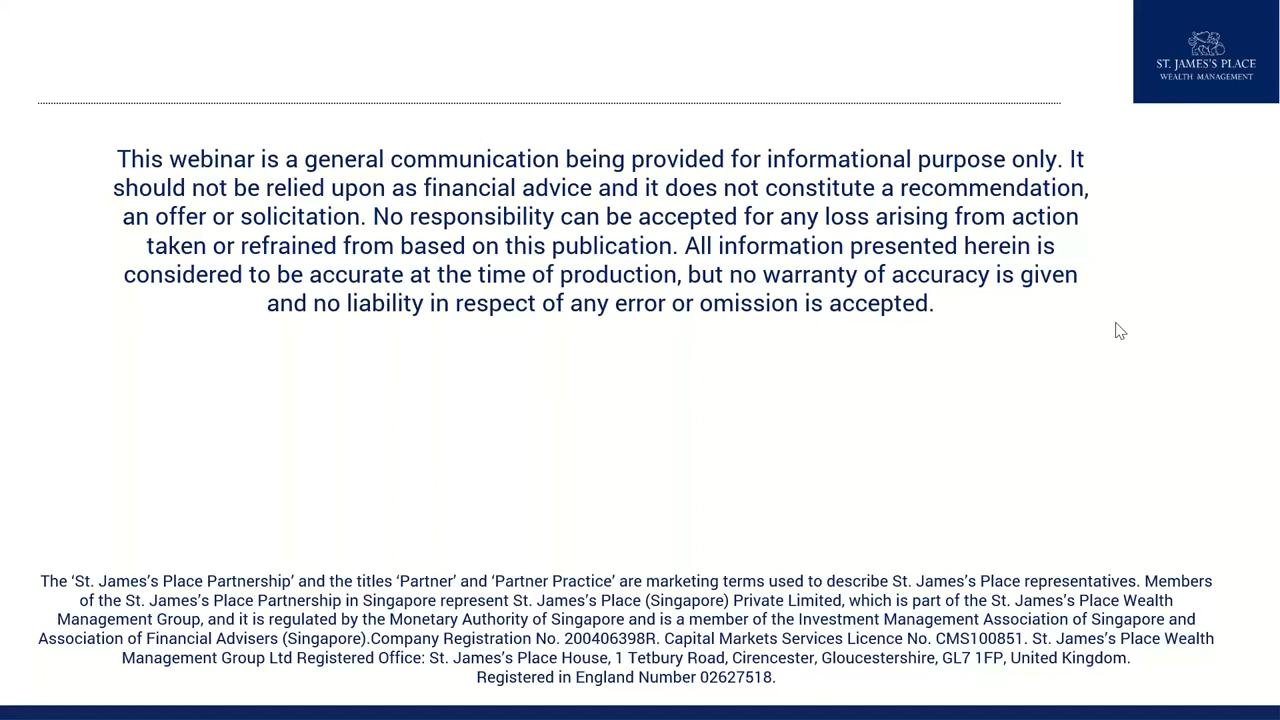 ST. JAMES'S PLACE
WEALTH MANAGEMENT
This webinar is a general communication being provided for informational purpose only. It
should not be relied upon as financial advice and it does not constitute a recommendation,
an offer or solicitation. No responsibility can be accepted for any loss arising from action
taken or refrained from based on this publication. All information presented herein is
considered to be accurate at the time of production, but no warranty of accuracy is given
and no liability in respect of any error or omission is accepted.
The ‘St. James’s Place Partnership’ and the titles ‘Partner’ and ‘Partner Practice’ are marketing terms used to describe St. James’s Place representatives. Members
of the St. James’s Place Partnership in Singapore represent St. James’s Place (Singapore) Private Limited, which is part of the St. James’s Place Wealth
Management Group, and it is regulated by the Monetary Authority of Singapore and is a member of the Investment Management Association of Singapore and
Association of Financial Advisers (Singapore).Company Registration No. 200406398R. Capital Markets Services Licence No. CMS100851. St. James’s Place Wealth
Management Group Ltd Registered Office: St. James’s Place House, 1 Tetbury Road, Cirencester, Gloucestershire, GL7 1FP, United Kingdom.
Registered in England Number 02627518.